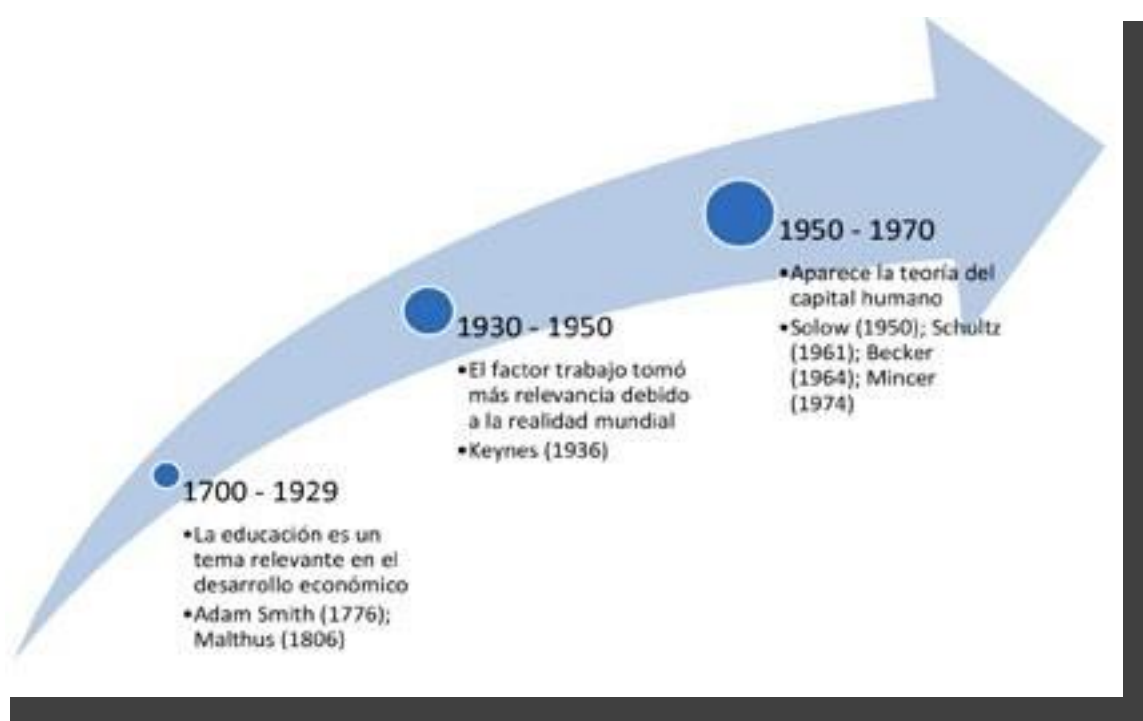 1700 - 1929
•La educación es un
tema relevante en el
desarrollo económico
•Adam Smith (1776);
Malthus (1806)
1930 - 1950
•El factor trabajo tomó
más relevancia debido
a la realidad mundial
•Keynes (1936)
1950 - 1970
•Aparece la teoría del
capital humano
•Solow (1950); Schultz
(1961); Becker
(1964); Mincer
(1974)